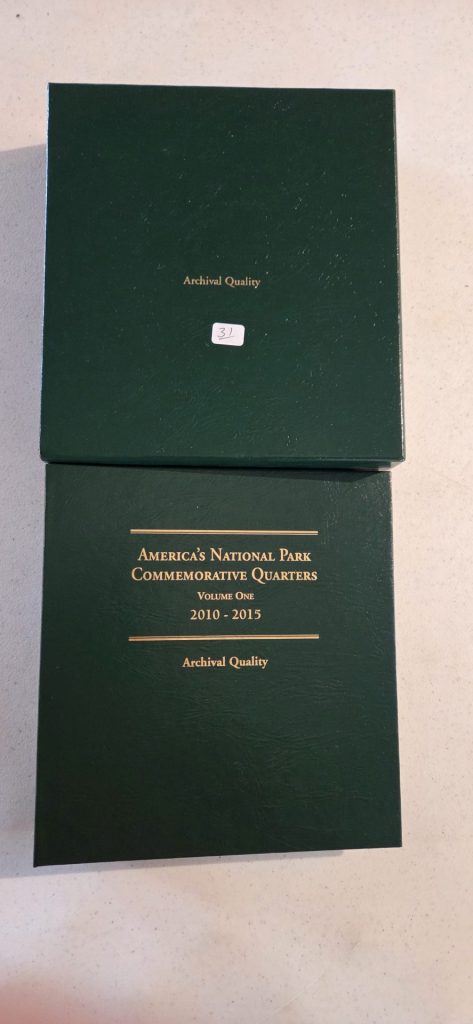 Archival Quality
31
America's National Park
Commemorative Quarters
Volume One
2010 - 2015
Archival Quality